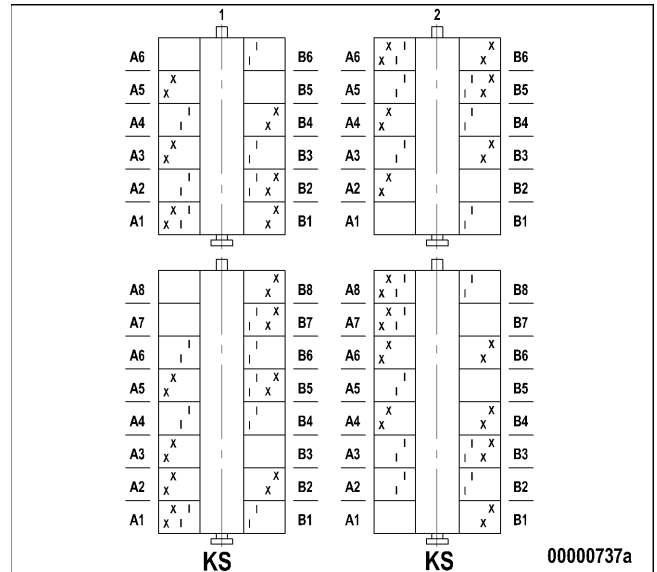 1 2
A6 B6 A6 B6
A5 B5 A5 B5
A4 B4 A4 B4
A3 B3 A3 B3
A2 B2 A2 B2
A1 B1 A1 B1
A8 B8 A8 B8
A7 B7 A7 B7
A6 B6 A6 B6
A5 B5 A5 B5
A4 B4 A4 B4
A3 B3 A3 B3
A2 B2 A2 B2
A1 B1 A1 B1
KS KS 00000737a